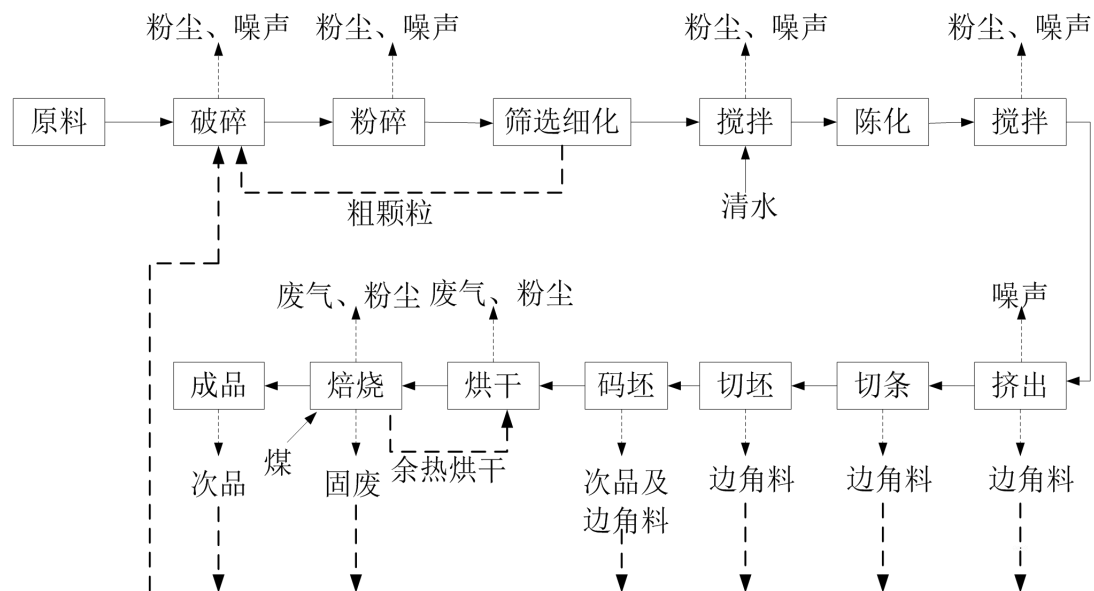 粉尘、噪声
粉尘、噪声
粉尘、噪声
粉尘、噪声
原料
破碎
粉碎
筛选细化
搅拌
陈化
搅拌
粗颗粒
清水
废气、粉尘
废气、粉尘
噪声
成品
焙烧
烘干
码坯
切坯
切条
挤出
煤
余热烘干
次品
固废
次品及
边角料
边角料
边角料
边角料